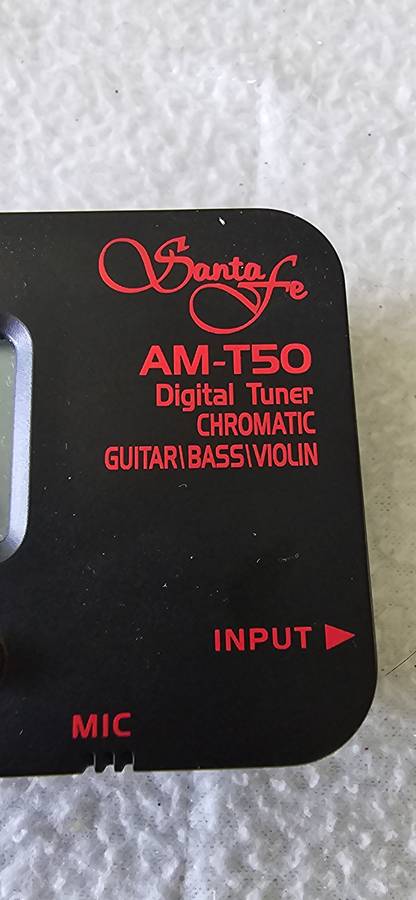 Santa Fe
AM-T50
Digital Tuner
CHROMATIC
GUITAR\BASS\VIOLIN
INPUT ▶
MIC